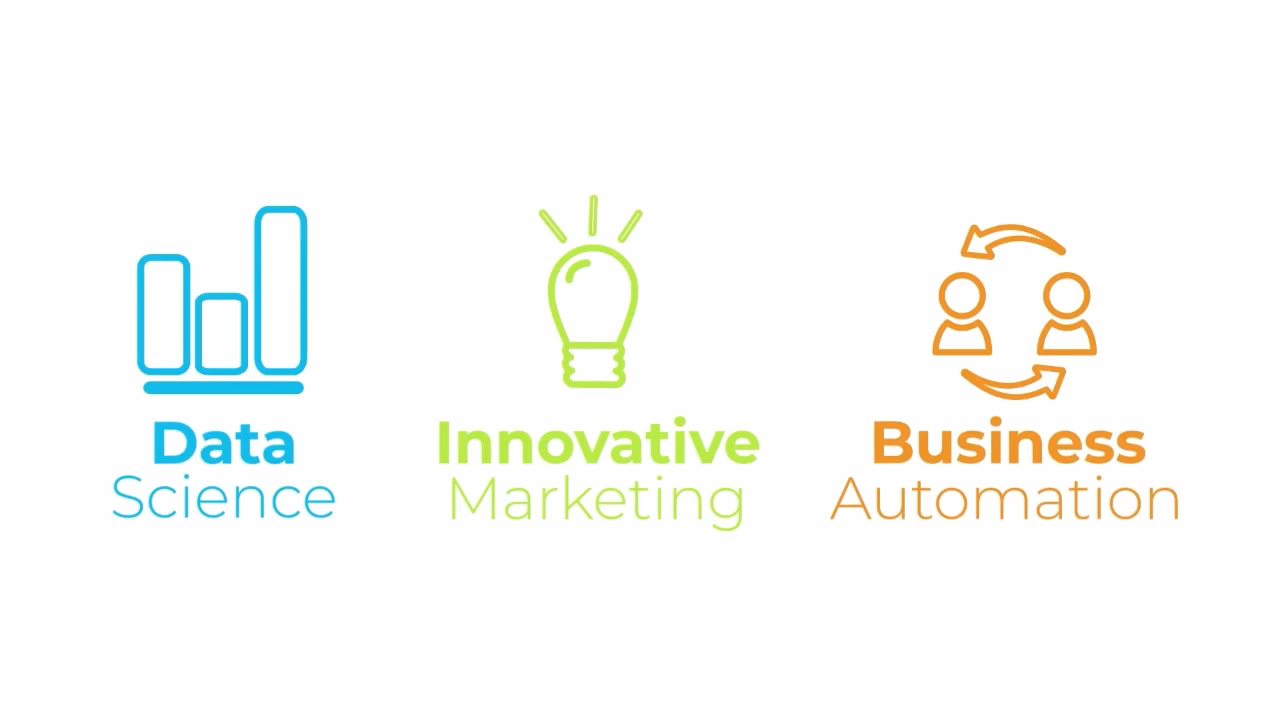 Data
Science
Innovative
Marketing
Business
Automation